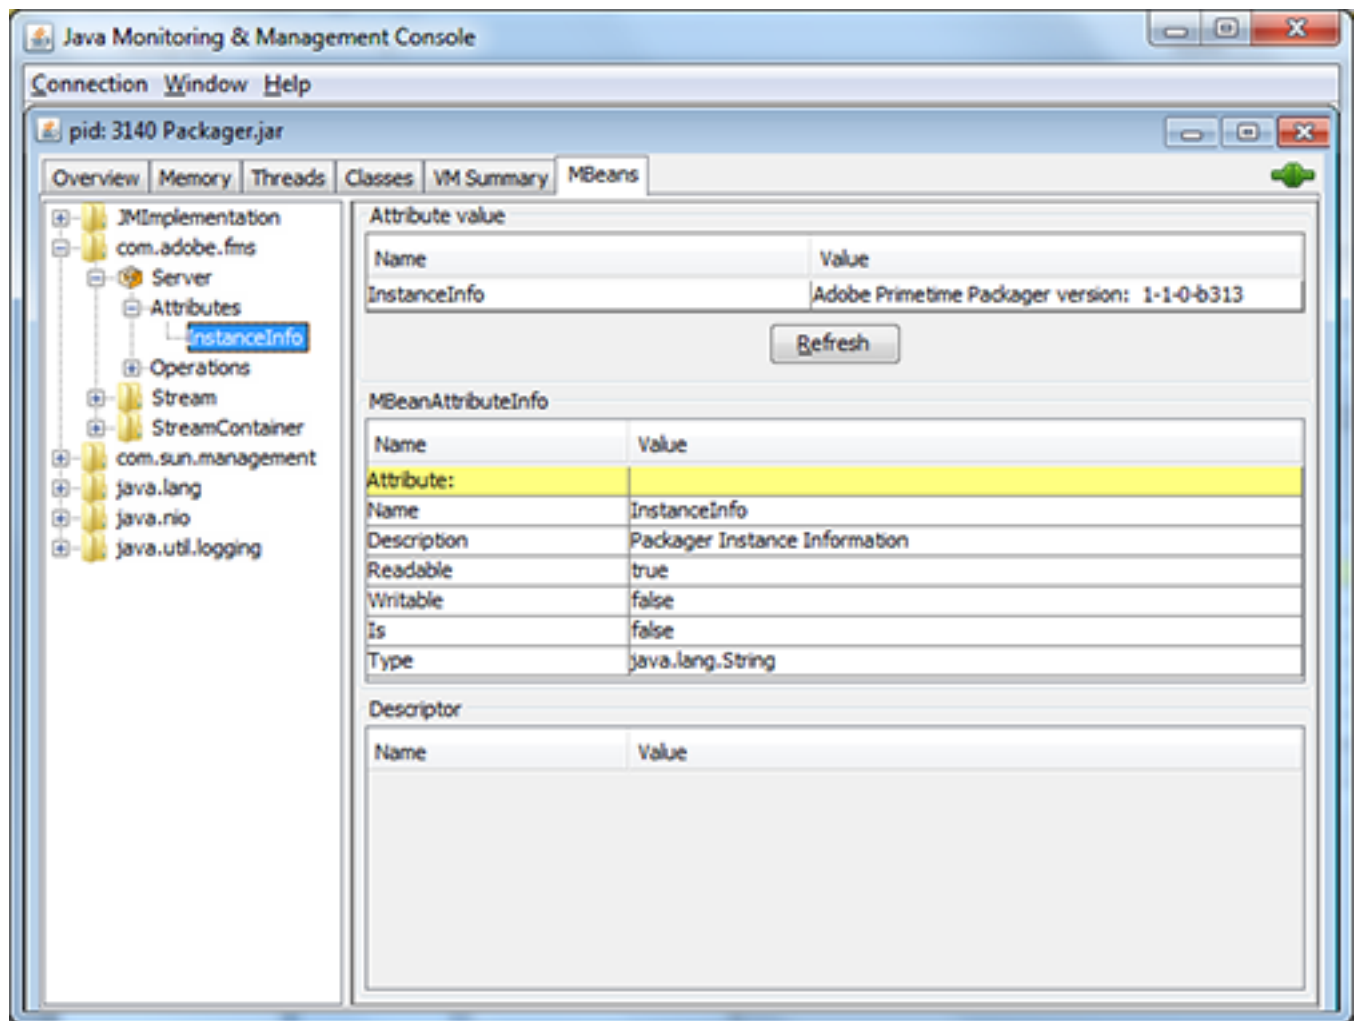 Java Monitoring & Management Console
Connection Window Help
pid: 3140 Packager.jar
Overview Memory Threads Classes VM Summary MBeans
JMImplementation
com.adobe.fms
Server
Attributes
InstanceInfo
Operations
Stream
StreamContainer
com.sun.management
java.lang
java.nio
java.util.logging
Attribute value
Name Value
InstanceInfo Adobe Primetime Packager version: 1-1-0-b313
Refresh
MBeanAttributeInfo
Name Value
Attribute:
Name InstanceInfo
Description Packager Instance Information
Readable true
Writable false
Is false
Type java.lang.String
Descriptor
Name Value